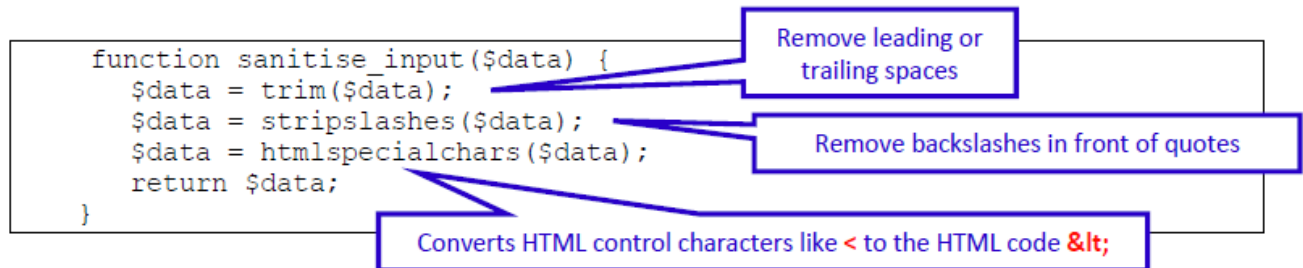 function sanitise_input($data) {
Remove leading or
trailing spaces
$data = trim($data);
$data = stripslashes($data);
Remove backslashes in front of quotes
$data = htmlspecialchars($data);
return $data;
}
Converts HTML control characters like < to the HTML code &lt;